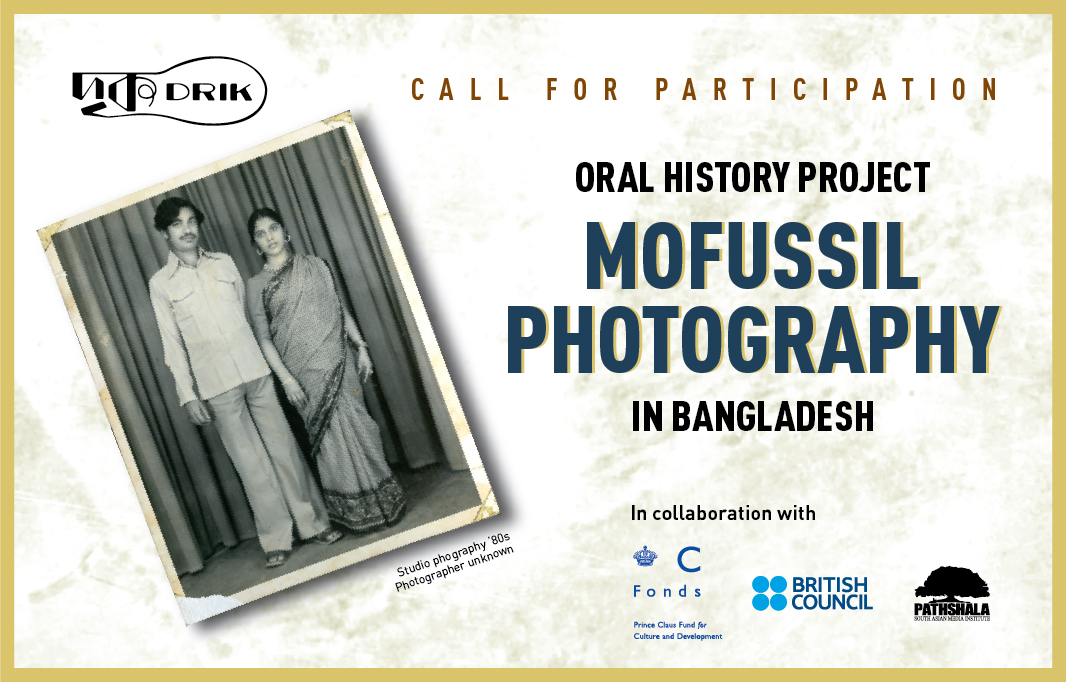 দৃক DRIK
CALL FOR PARTICIPATION
ORAL HISTORY PROJECT
MOFUSSIL
PHOTOGRAPHY
IN BANGLADESH
Studio phography '80s
Photographer unknown
In collaboration with
C
Fonds
Prince Claus Fund for
Culture and Development
BRITISH
COUNCIL
PATHSHALA
SOUTH ASIAN MEDIA INSTITUTE